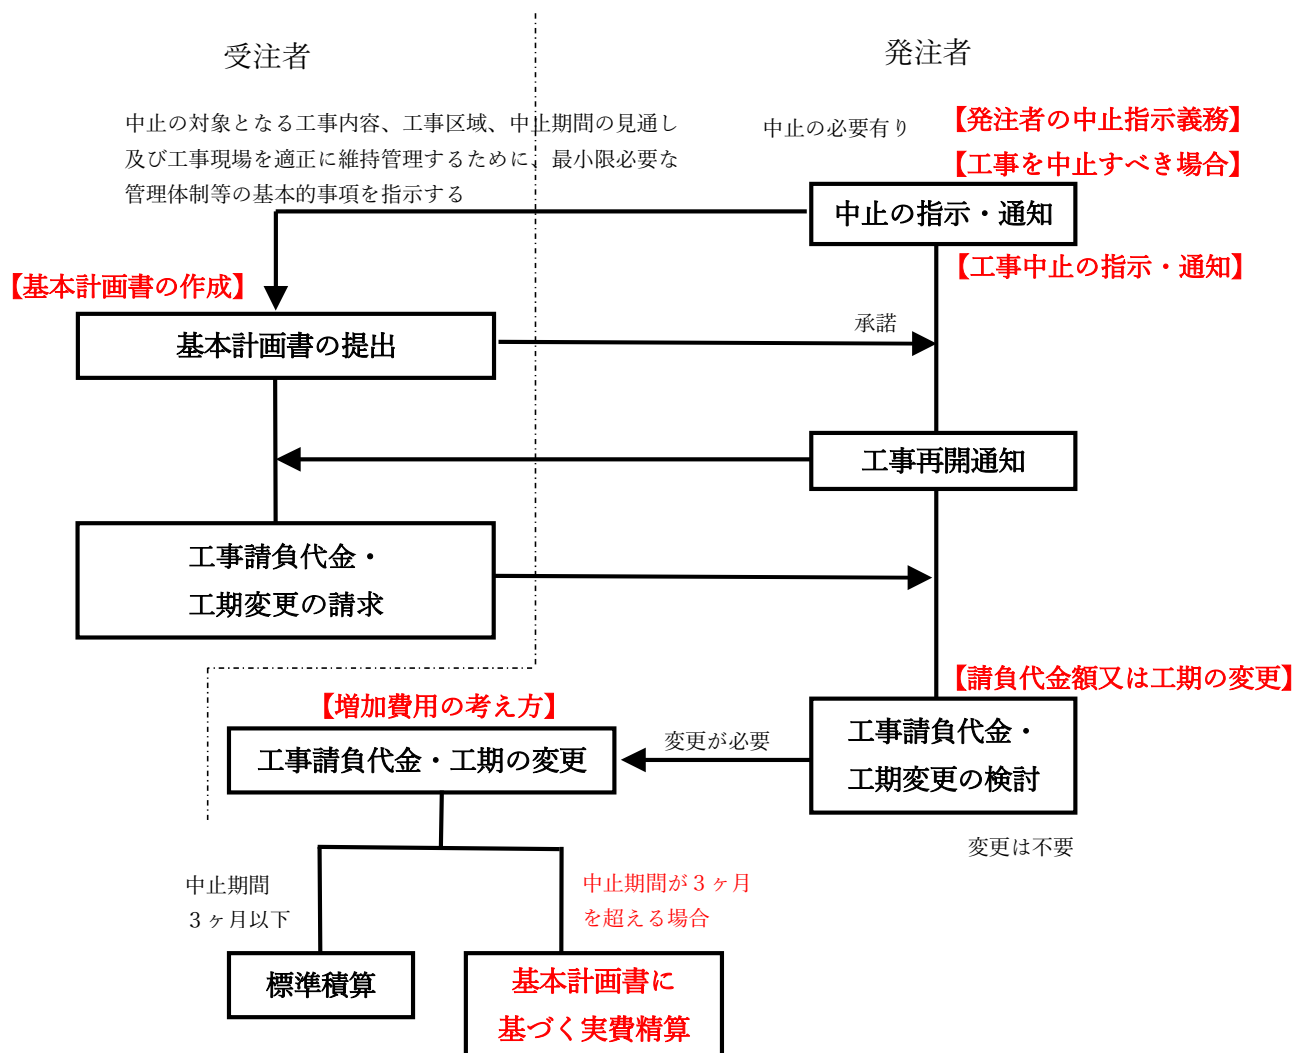 受注者
発注者
中止の対象となる工事内容、工事区域、中止期間の見通し
及び工事現場を適正に維持管理するために、最小限必要な
管理体制等の基本的事項を指示する
中止の必要有り
【発注者の中止指示義務】
【工事を中止すべき場合】
中止の指示・通知
【工事中止の指示・通知】
【基本計画書の作成】
基本計画書の提出
承諾
工事再開通知
工事請負代金・
工期変更の請求
【請負代金額又は工期の変更】
工事請負代金・
工期変更の検討
変更が必要
変更は不要
【増加費用の考え方】
工事請負代金・工期の変更
中止期間
３ヶ月以下
中止期間が３ヶ月
を超える場合
標準積算
基本計画書に
基づく実費精算